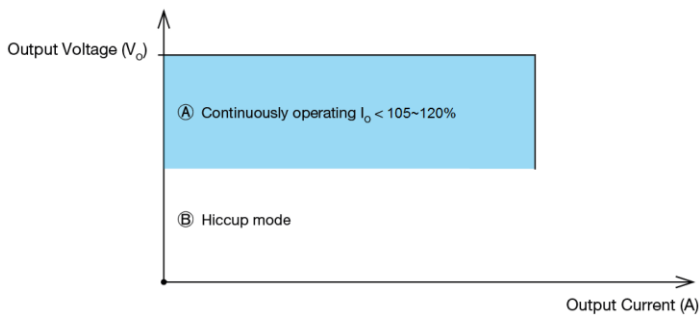 Output Voltage (Vo)
Ⓐ Continuously operating Io < 105~120%
Ⓑ Hiccup mode
Output Current (A)